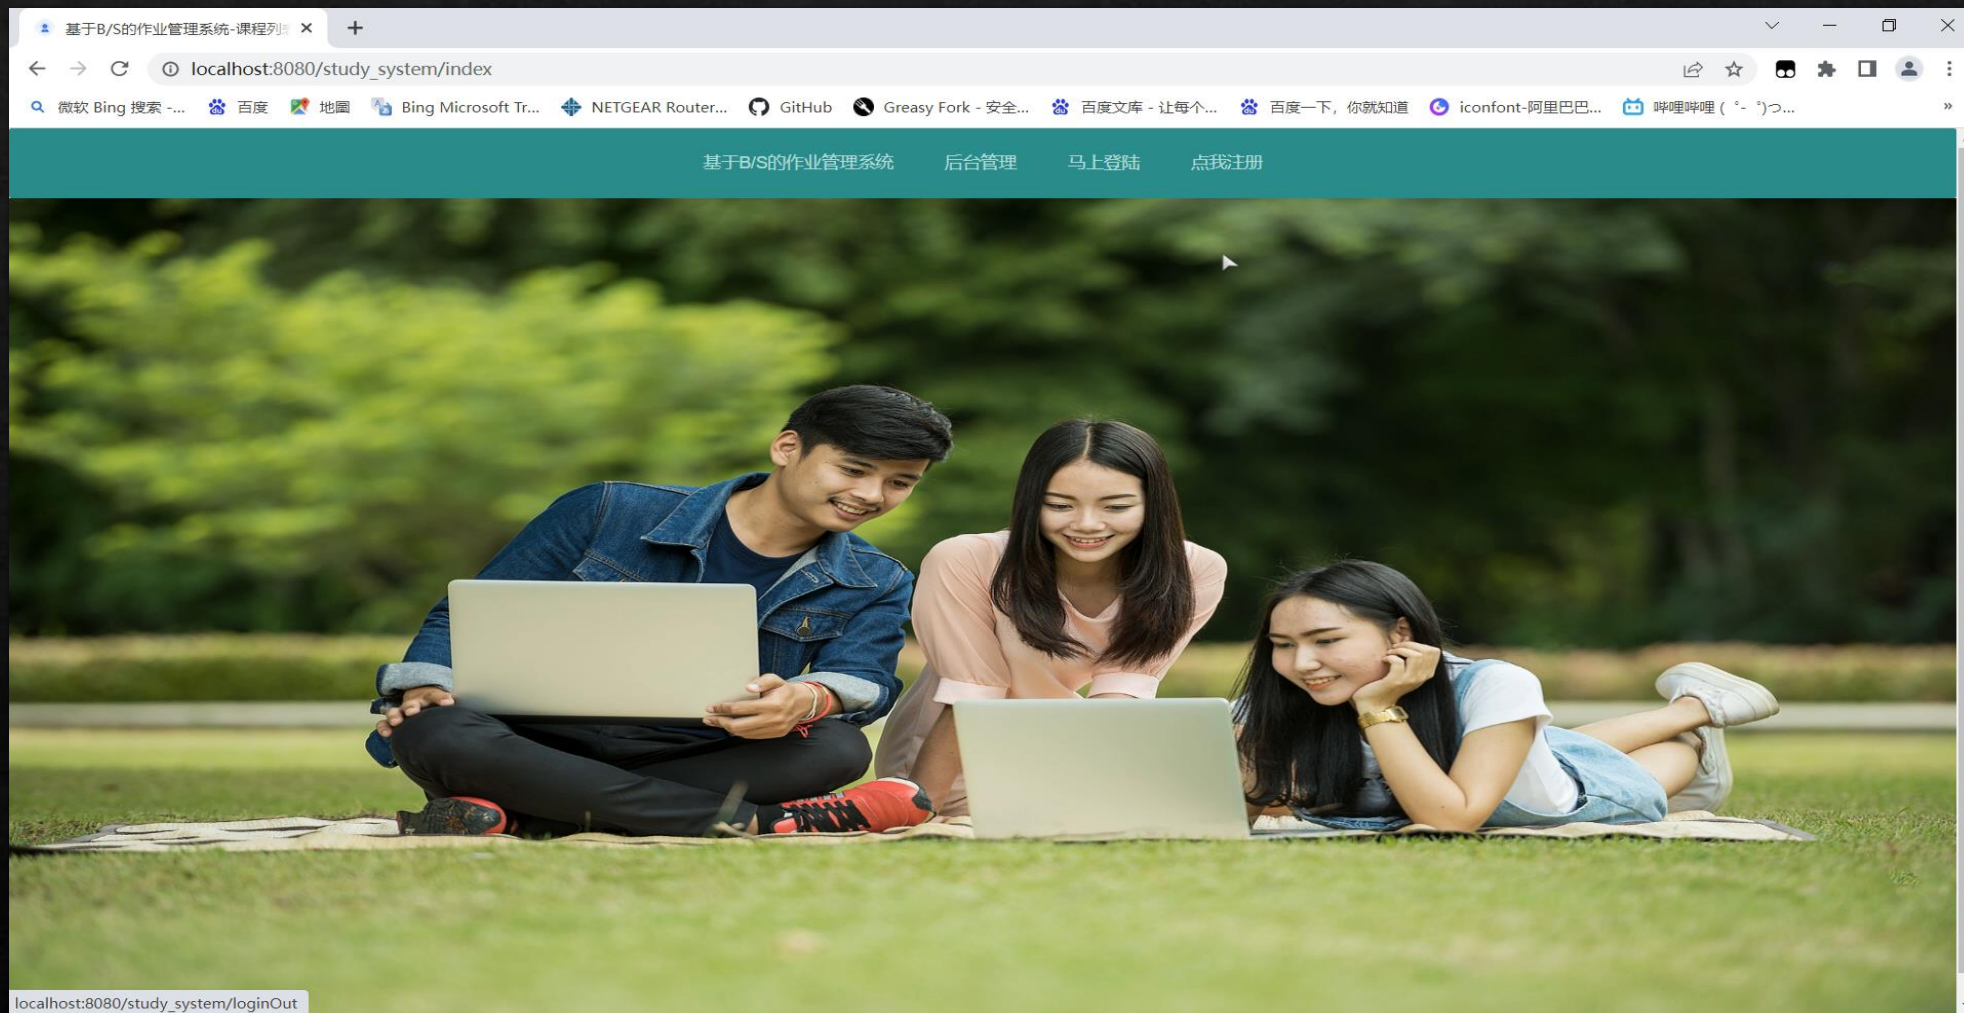 基于B/S的作业管理系统-课程列
localhost:8080/study_system/index
微软 Bing 搜索 -... 百度 地圖 Bing Microsoft Tr... NETGEAR Router... GitHub Greasy Fork - 安全... 百度文库 - 让每个... 百度一下，你就知道 iconfont-阿里巴巴... 哔哩哔哩 ( ゜- ゜)つ... »
基于B/S的作业管理系统 后台管理 马上登陆 点我注册
localhost:8080/study_system/loginOut